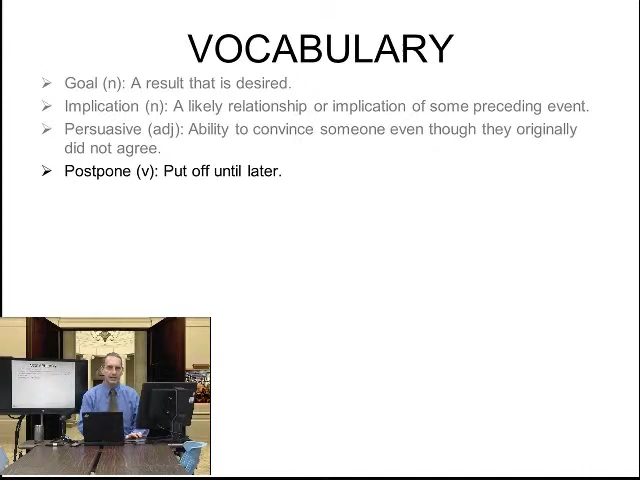 VOCABULARY
➢ Goal (n): A result that is desired.
➢ Implication (n): A likely relationship or implication of some preceding event.
➢ Persuasive (adj): Ability to convince someone even though they originally
did not agree.
➢ Postpone (v): Put off until later.
VOCABULARY